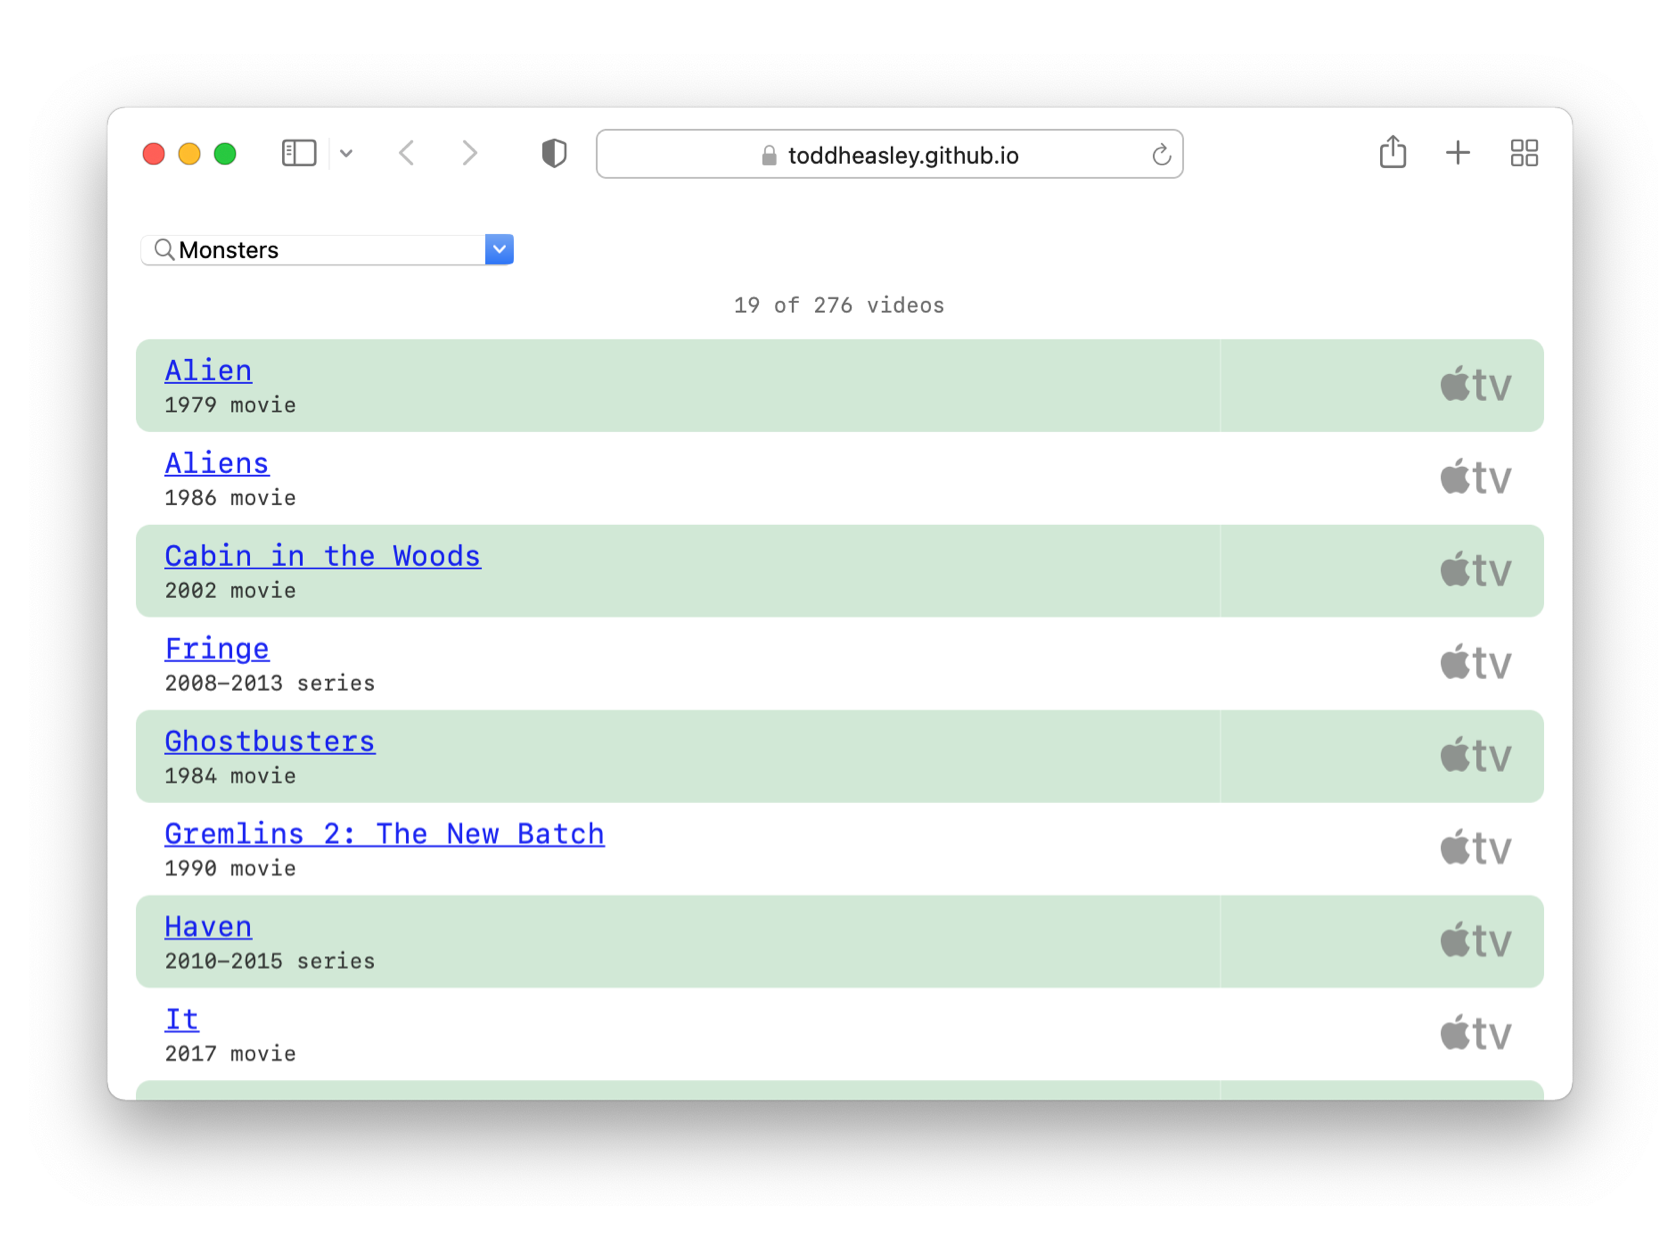 toddheasley.github.io
Monsters
19 of 276 videos
Alien
1979 movie
tv
Aliens
1986 movie
tv
Cabin in the Woods
2002 movie
tv
Fringe
2008–2013 series
tv
Ghostbusters
1984 movie
tv
Gremlins 2: The New Batch
1990 movie
tv
Haven
2010–2015 series
tv
It
2017 movie
tv